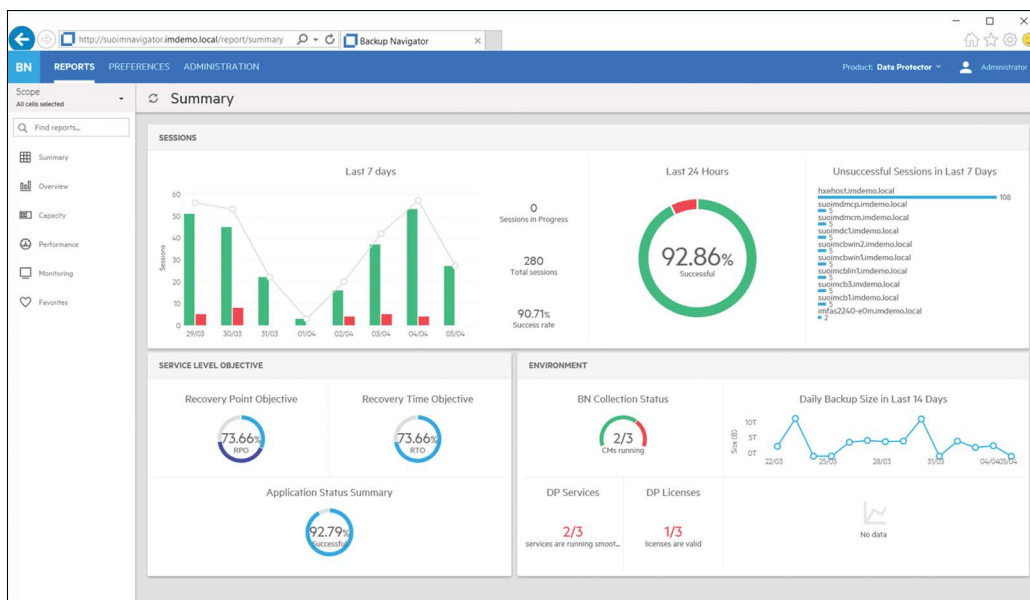 http://suoimnavigator.imdemo.local/report/summary
Backup Navigator
BN REPORTS PREFERENCES ADMINISTRATION
Product: Data Protector
Administrator
Scope
All cells selected
Summary
Find reports...
Summary
Overview
Capacity
Performance
Monitoring
Favorites
SESSIONS
Last 7 days
Sessions
60
50
40
30
20
10
0
29/03 30/03 31/03 01/04 02/04 03/04 04/04 05/04
0
Sessions in Progress
280
Total sessions
90.71%
Success rate
Last 24 Hours
92.86%
Successful
Unsuccessful Sessions in Last 7 Days
hxehost.imdemo.local
108
suoimdmcp.imdemo.local
5
suoimdmcm.imdemo.local
5
suoimdc1.imdemo.local
5
suoimcbwin2.imdemo.local
5
suoimcbwin1.imdemo.local
5
suoimcblin1.imdemo.local
5
suoimcb3.imdemo.local
5
suoimcb1.imdemo.local
5
imfas2240-e0m.imdemo.local
2
SERVICE LEVEL OBJECTIVE
Recovery Point Objective
73.66%
RPO
Recovery Time Objective
73.66%
RTO
Application Status Summary
92.79%
Successful
ENVIRONMENT
BN Collection Status
2/3
CMs running
Daily Backup Size in Last 14 Days
Size (B)
10T
5T
0T
22/03 25/03 28/03 31/03 04/04 05/04
DP Services
2/3
services are running smoot...
DP Licenses
1/3
licenses are valid
No data